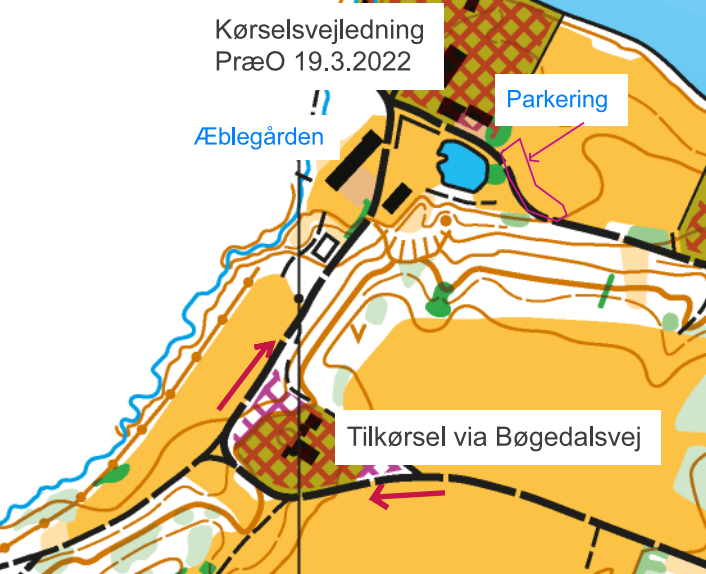 Kørselsvejledning
PræO 19.3.2022
Parkering
Æblegården
Tilkørsel via Bøgedalsvej